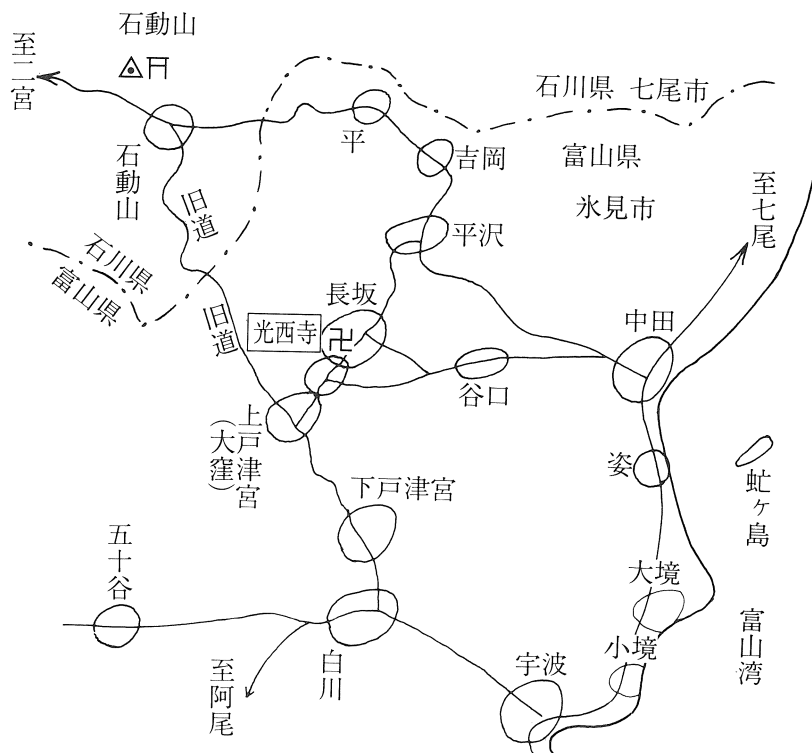 石動山
至二宮
石川県 七尾市
平
吉岡
富山県
氷見市
石動山
至七尾
旧道
平沢
石川県
富山県
長坂
旧道
光西寺
卍
中田
谷口
上戸津宮
(大窪)
姿
虻ヶ島
下戸津宮
五十谷
大境
富山湾
小境
白川
宇波
至阿尾